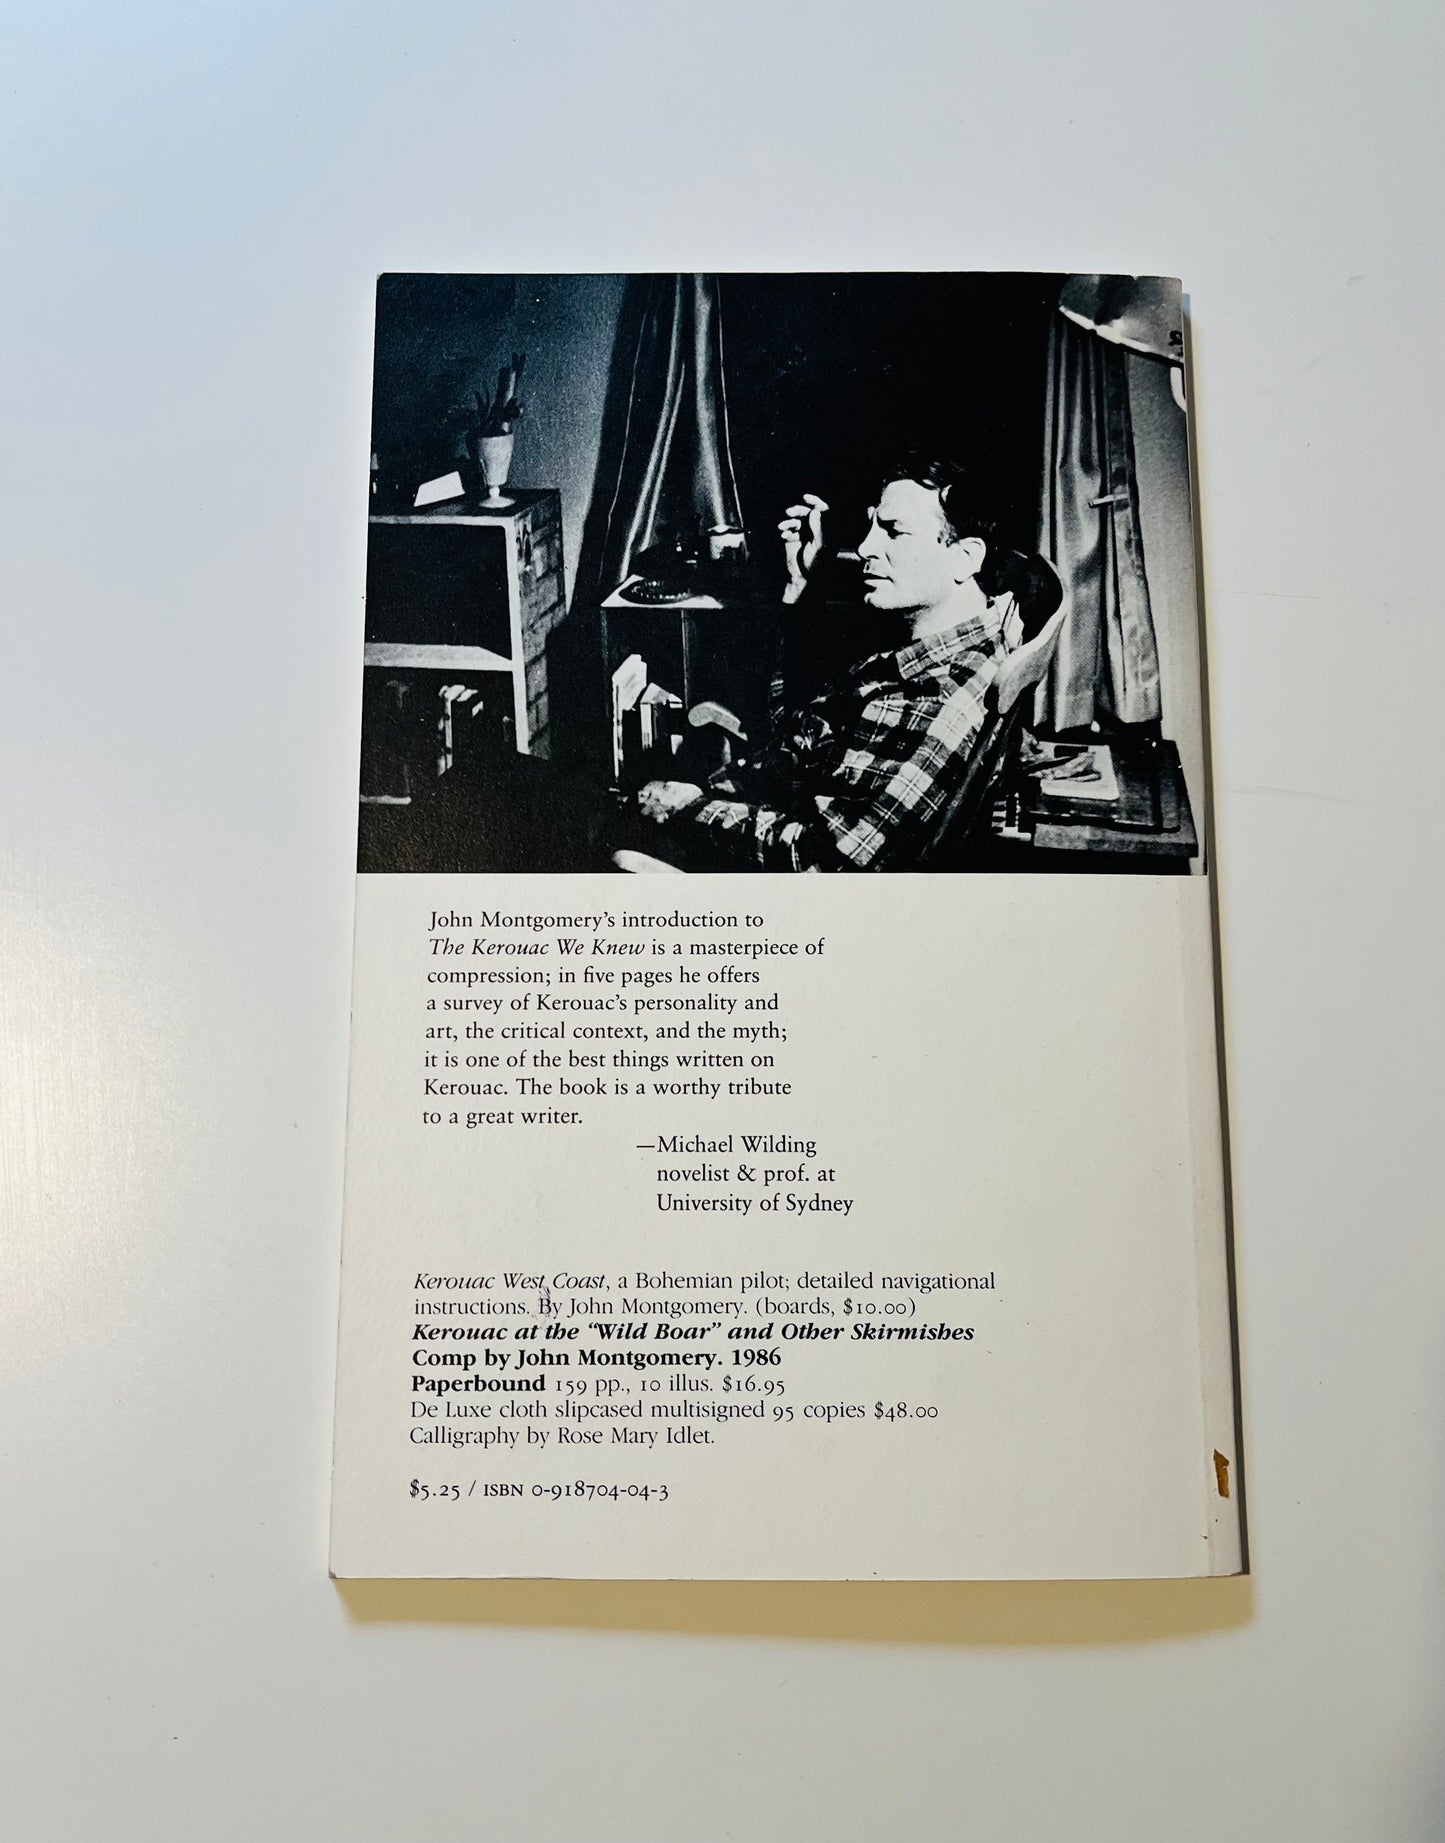 John Montgomery's introduction to
The Kerouac We Knew is a masterpiece of
compression; in five pages he offers
a survey of Kerouac's personality and
art, the critical context, and the myth;
it is one of the best things written on
Kerouac. The book is a worthy tribute
to a great writer.
—Michael Wilding
novelist & prof. at
University of Sydney
Kerouac West Coast, a Bohemian pilot; detailed navigational
instructions. By John Montgomery. (boards, $10.00)
Kerouac at the “Wild Boar” and Other Skirmishes
Comp by John Montgomery. 1986
Paperbound 159 pp., 10 illus. $16.95
De Luxe cloth slipcased multisigned 95 copies $48.00
Calligraphy by Rose Mary Idlet.
$5.25 / ISBN 0-918704-04-3